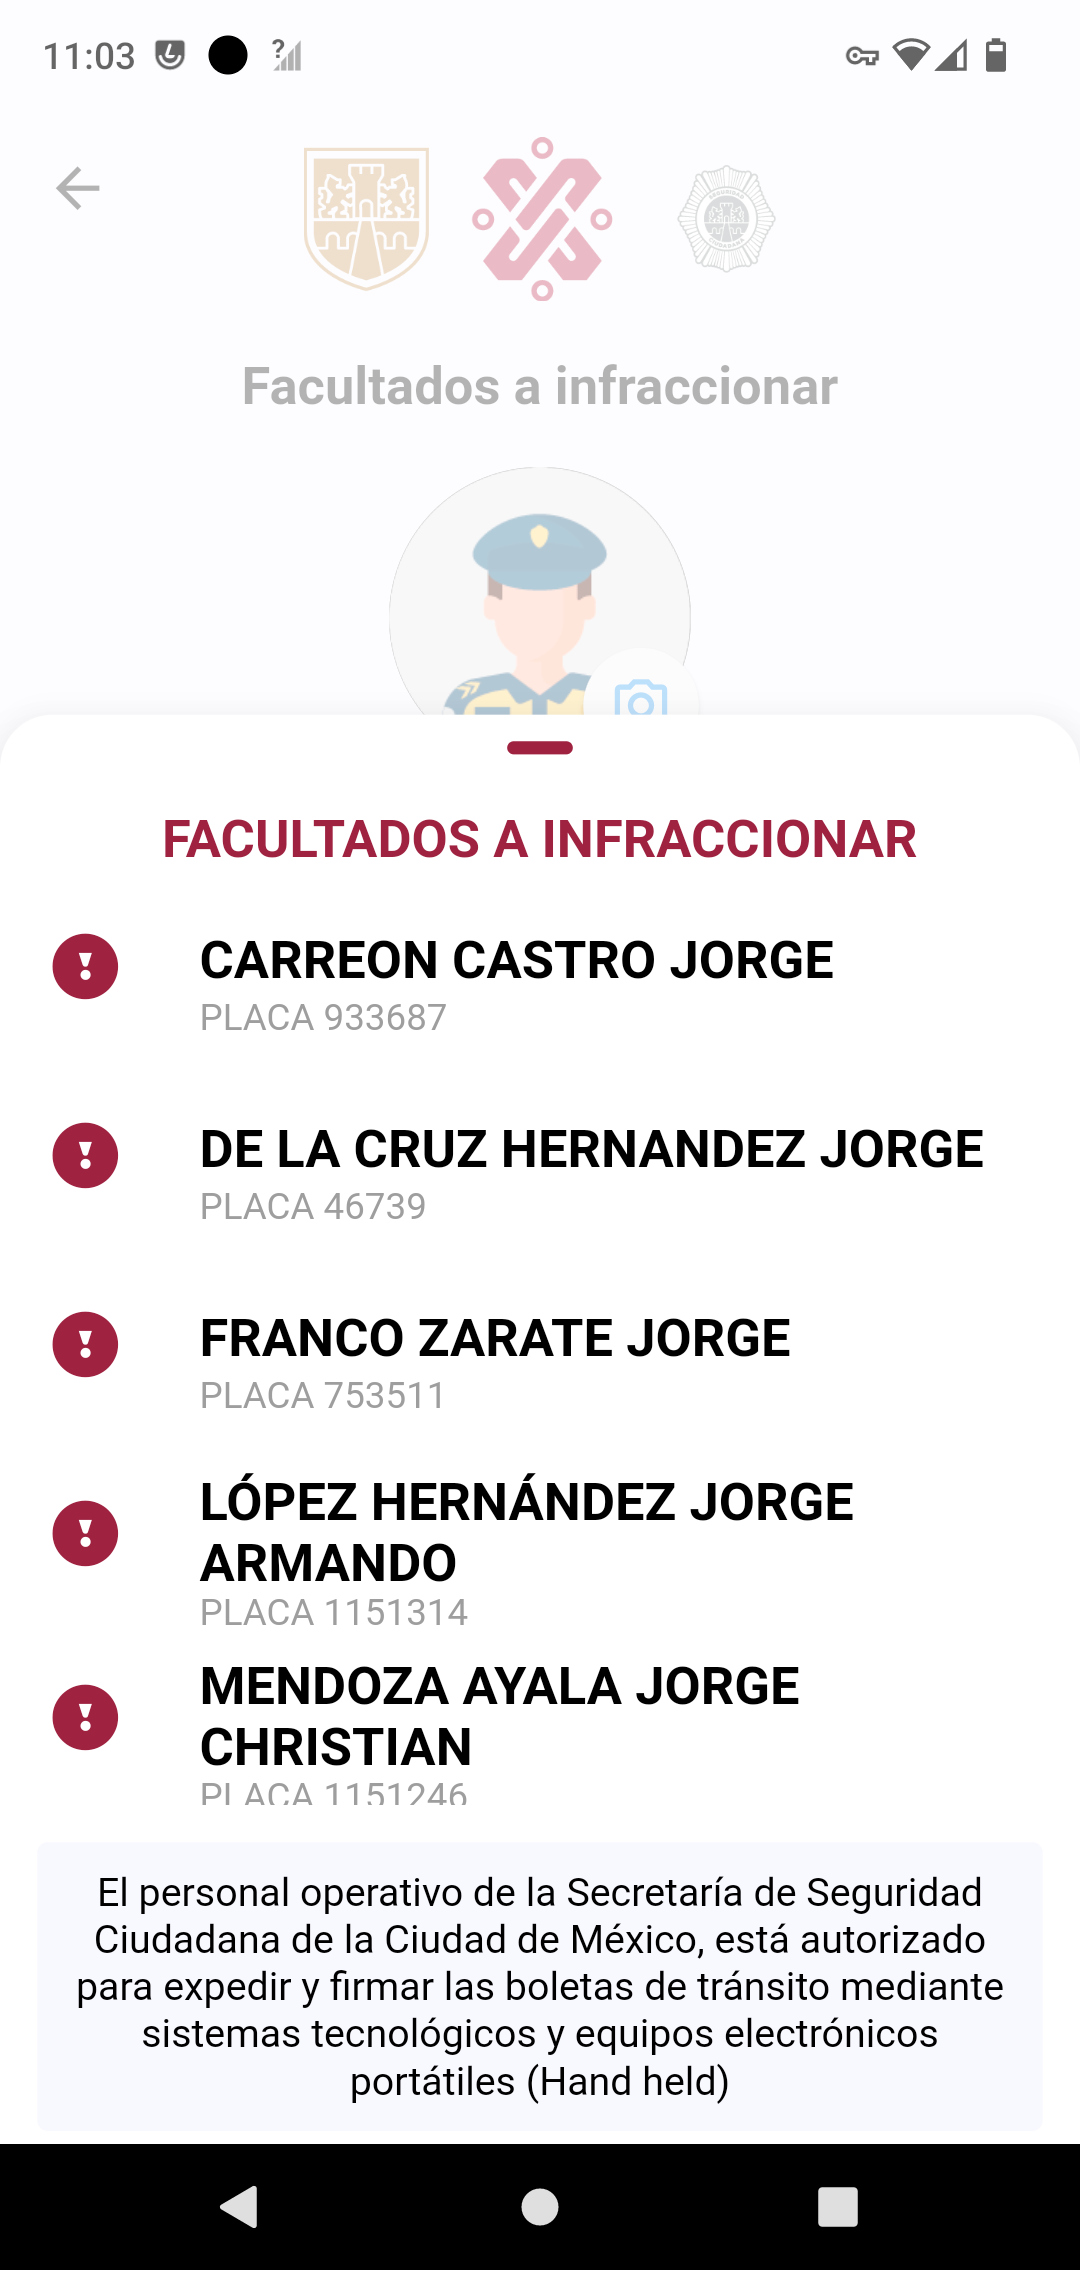 11:03
Facultados a infraccionar
FACULTADOS A INFRACCIONAR
CARREON CASTRO JORGE
PLACA 933687
DE LA CRUZ HERNANDEZ JORGE
PLACA 46739
FRANCO ZARATE JORGE
PLACA 753511
LÓPEZ HERNÁNDEZ JORGE
ARMANDO
PLACA 1151314
MENDOZA AYALA JORGE
CHRISTIAN
PLACA 1151246
El personal operativo de la Secretaría de Seguridad
Ciudadana de la Ciudad de México, está autorizado
para expedir y firmar las boletas de tránsito mediante
sistemas tecnológicos y equipos electrónicos
portátiles (Hand held)